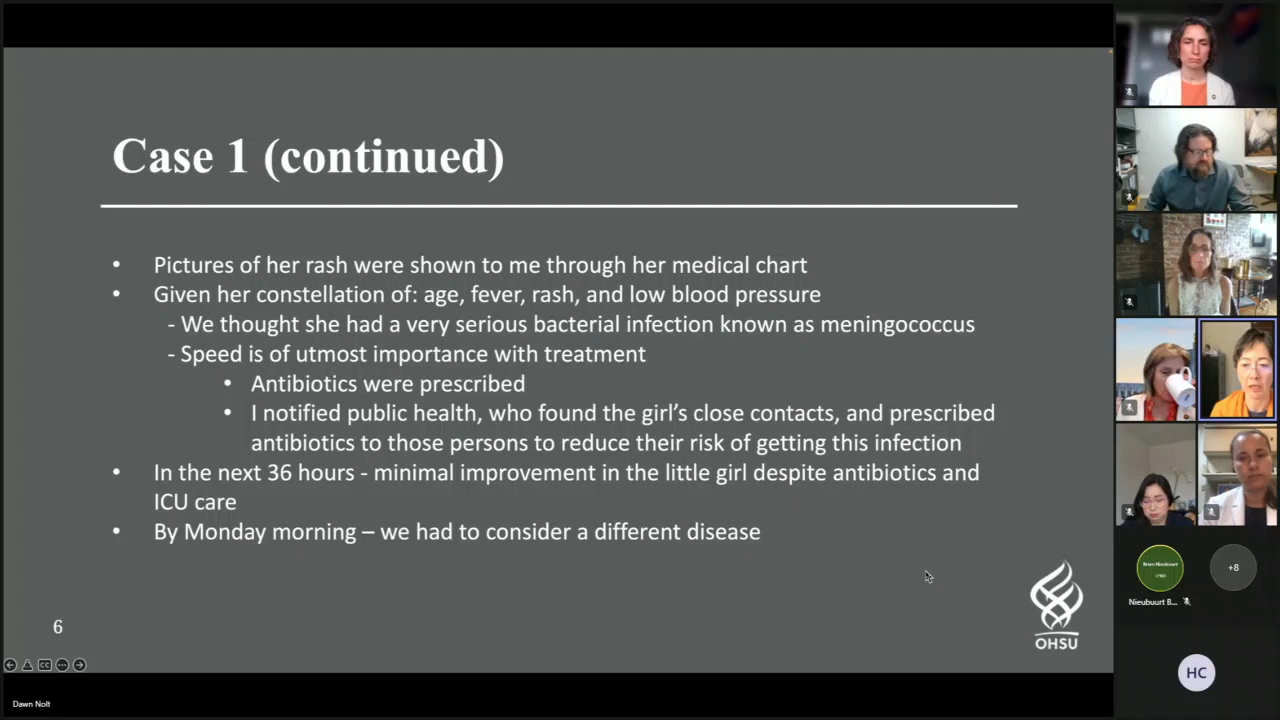 Case 1 (continued)
• Pictures of her rash were shown to me through her medical chart
• Given her constellation of: age, fever, rash, and low blood pressure
- We thought she had a very serious bacterial infection known as meningococcus
- Speed is of utmost importance with treatment
• Antibiotics were prescribed
• I notified public health, who found the girl's close contacts, and prescribed
antibiotics to those persons to reduce their risk of getting this infection
• In the next 36 hours - minimal improvement in the little girl despite antibiotics and
ICU care
• By Monday morning – we had to consider a different disease
6
OHSU
CC
Dawn Nolt
Brian Nieubuurt
+8
Nieubuurt B...
HC